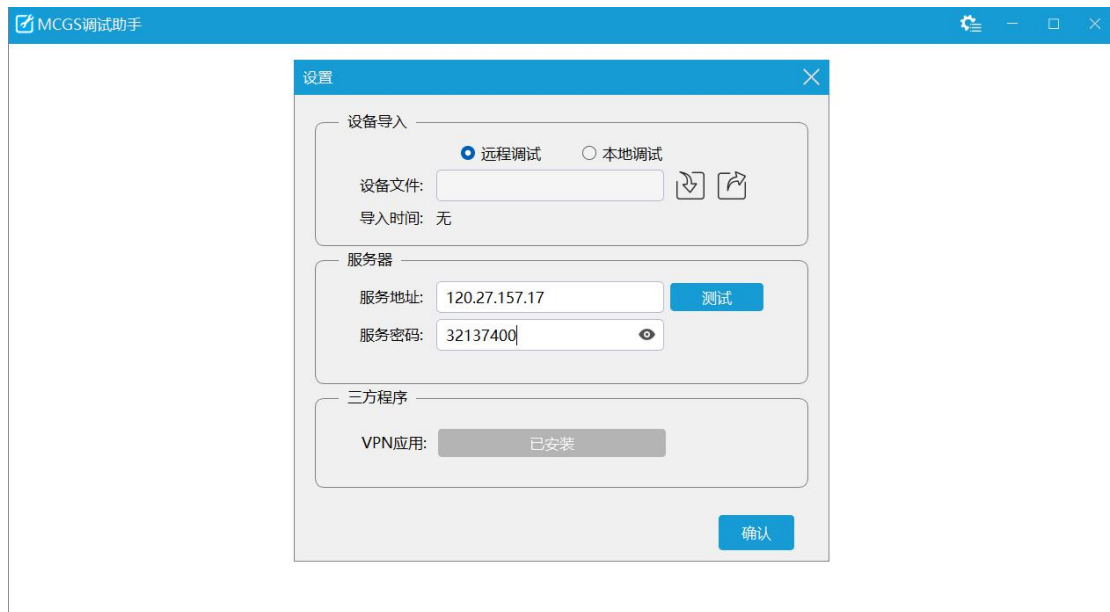 MCGS调试助手
设置
设备导入
远程调试 本地调试
设备文件:
导入时间: 无
服务器
服务地址: 120.27.157.17 测试
服务密码: 32137400
三方程序
VPN应用: 已安装
确认